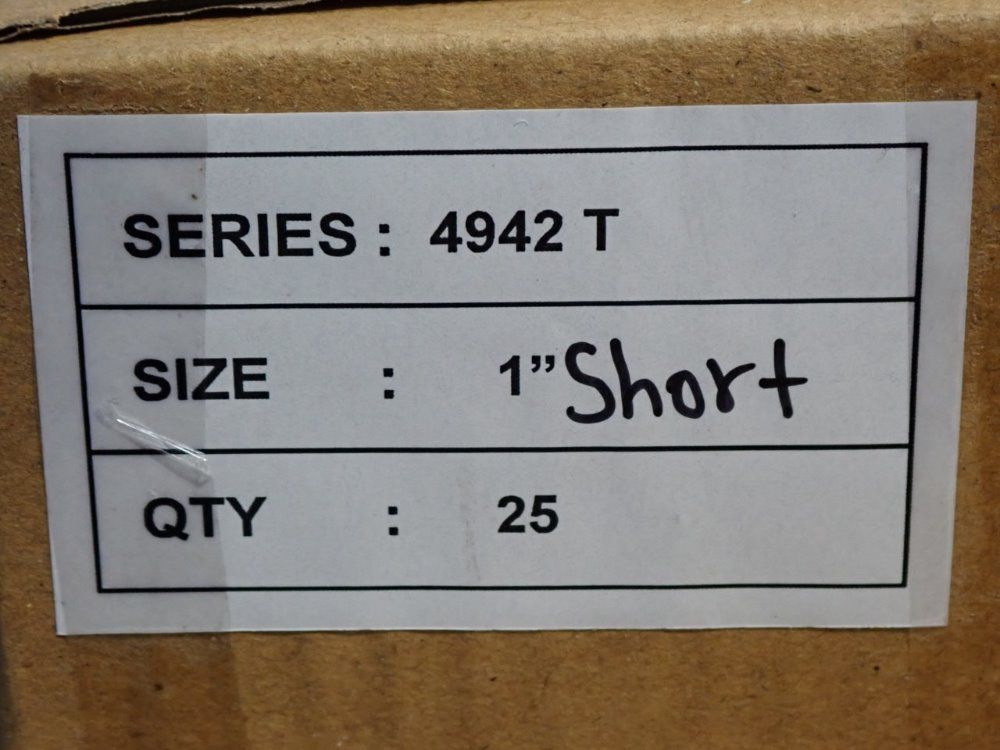 SERIES : 4942 T
SIZE : 1” Short
QTY : 25